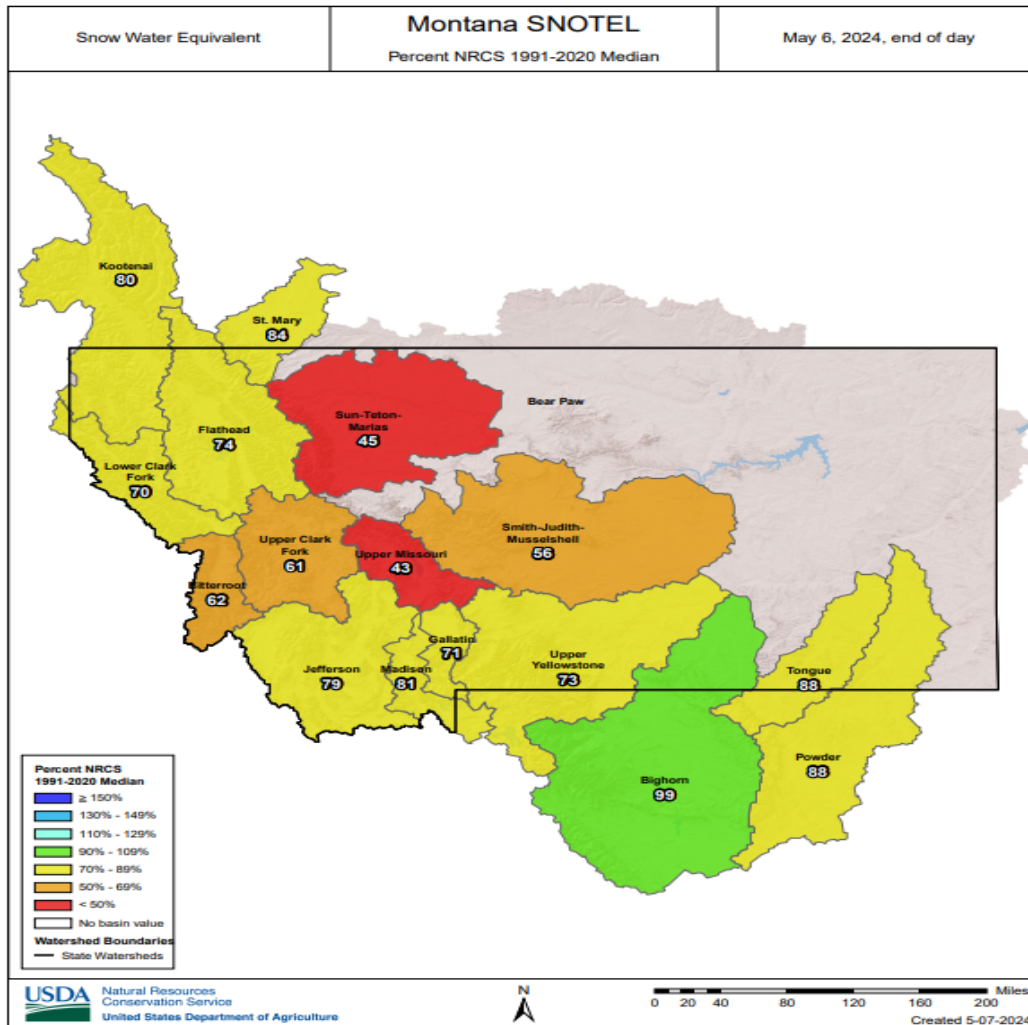 Snow Water Equivalent
Montana SNOTEL
Percent NRCS 1991-2020 Median
May 6, 2024, end of day
Kootenai
80
St. Mary
84
Bear Paw
Sun-Teton-
Marias
45
Flathead
74
Lower Clark
Fork
70
Smith-Judith-
Musselshell
56
Upper Clark
Fork
61
Upper Missouri
43
Bitterroot
62
Gallatin
71
Upper
Yellowstone
73
Jefferson
79
Madison
81
Tongue
88
Powder
88
Bighorn
99
Percent NRCS
1991-2020 Median
≥ 150%
130% - 149%
110% - 129%
90% - 109%
70% - 89%
50% - 69%
< 50%
No basin value
Watershed Boundaries
State Watersheds
USDA
Natural Resources
Conservation Service
United States Department of Agriculture
N
Miles
0 20 40 80 120 160 200
Created 5-07-2024